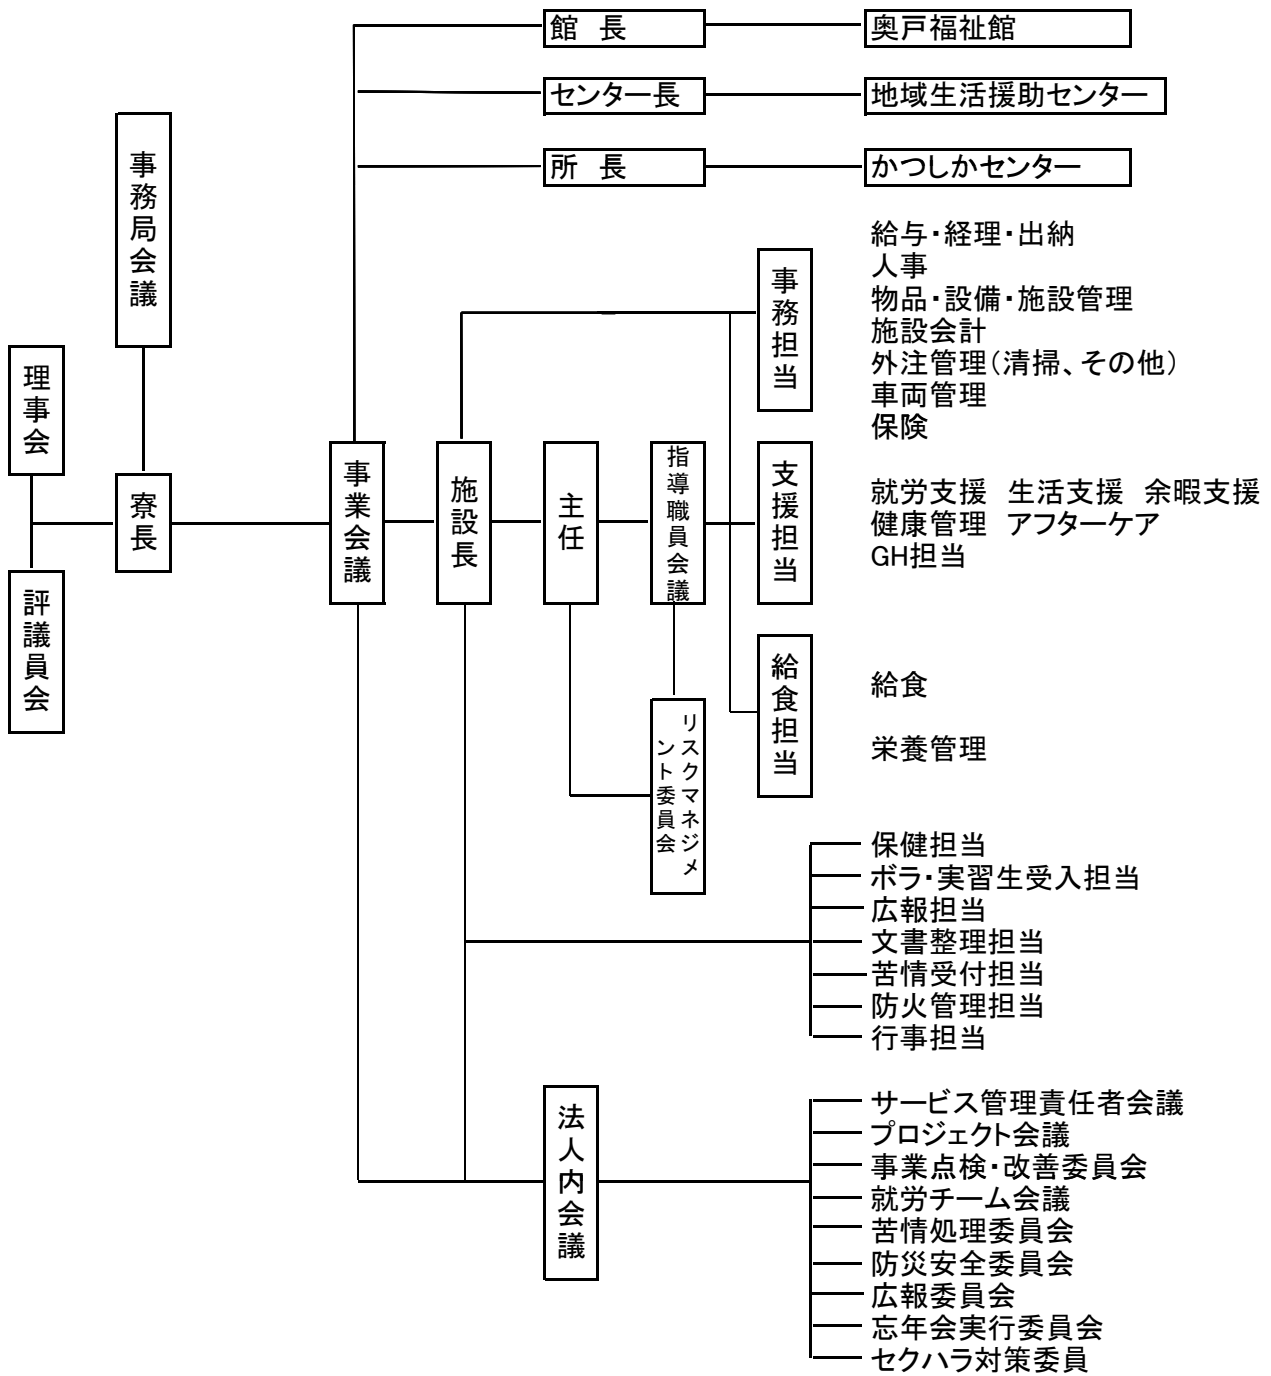 館　長
奥戸福祉館
センター長
地域生活援助センター
所　長
かつしかセンター
事務局会議
理事会
評議員会
寮長
事業会議
施設長
主任
指導職員会議
リスクマネジメ
ント委員会
事務担当
給与・経理・出納
人事
物品・設備・施設管理
施設会計
外注管理（清掃、その他）
車両管理
保険
支援担当
就労支援　生活支援　余暇支援
健康管理　アフターケア
GH担当
給食担当
給食
栄養管理
保健担当
ボラ・実習生受入担当
広報担当
文書整理担当
苦情受付担当
防火管理担当
行事担当
法人内会議
サービス管理責任者会議
プロジェクト会議
事業点検・改善委員会
就労チーム会議
苦情処理委員会
防災安全委員会
広報委員会
忘年会実行委員会
セクハラ対策委員